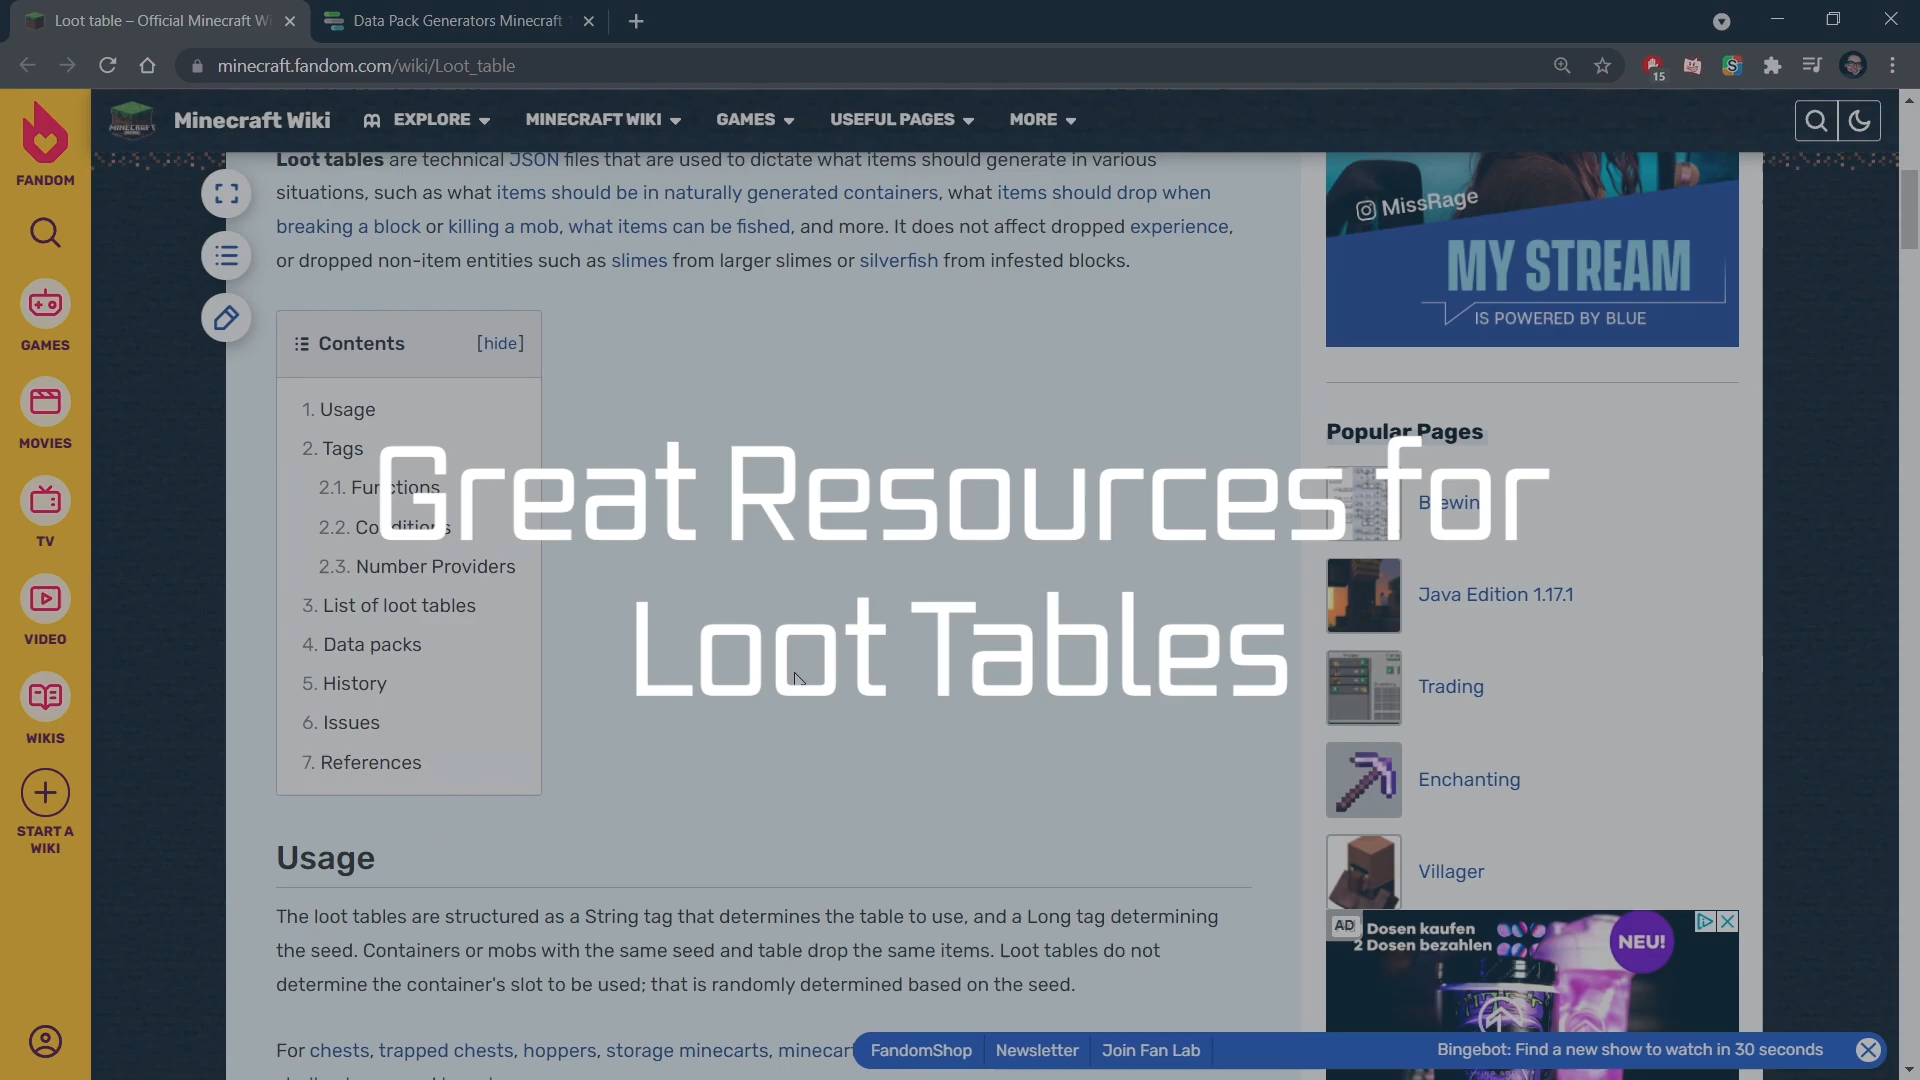 Loot table – Official Minecraft Wi
Data Pack Generators Minecraft
minecraft.fandom.com/wiki/Loot_table
15
FANDOM
GAMES
MOVIES
TV
VIDEO
WIKIS
START A
WIKI
Minecraft Wiki
EXPLORE
MINECRAFT WIKI
GAMES
USEFUL PAGES
MORE
Loot tables are technical JSON files that are used to dictate what items should generate in various
situations, such as what items should be in naturally generated containers, what items should drop when
breaking a block or killing a mob, what items can be fished, and more. It does not affect dropped experience,
or dropped non-item entities such as slimes from larger slimes or silverfish from infested blocks.
Contents [hide]
1. Usage
2. Tags
2.1. Functions
2.2. Conditions
2.3. Number Providers
3. List of loot tables
4. Data packs
5. History
6. Issues
7. References
Great Resources for
Loot Tables
Usage
The loot tables are structured as a String tag that determines the table to use, and a Long tag determining
the seed. Containers or mobs with the same seed and table drop the same items. Loot tables do not
determine the container's slot to be used; that is randomly determined based on the seed.
For chests, trapped chests, hoppers, storage minecarts, minecar
MissRage
MY STREAM
IS POWERED BY BLUE
Popular Pages
Brewin
Java Edition 1.17.1
Trading
Enchanting
Villager
AD
Dosen kaufen
2 Dosen bezahlen
NEU!
FandomShop
Newsletter
Join Fan Lab
Bingebot: Find a new show to watch in 30 seconds